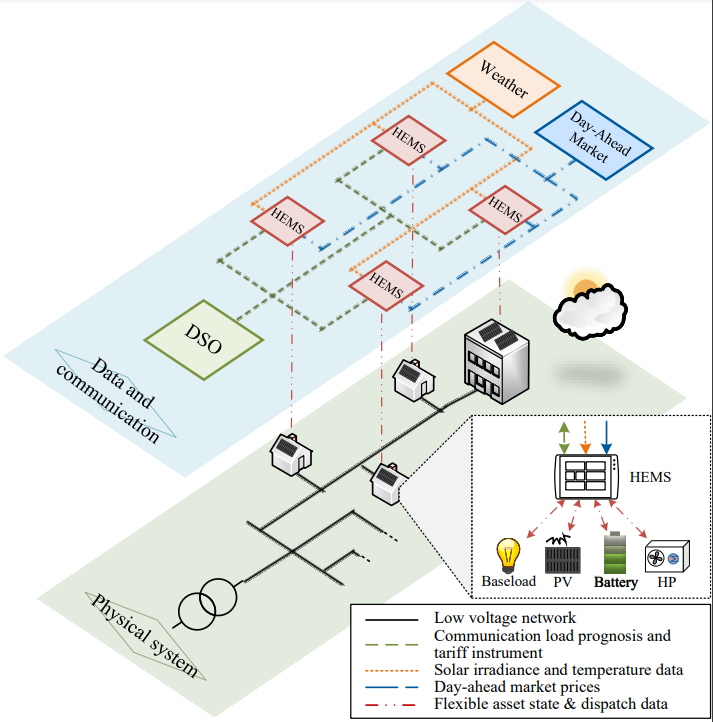 Weather
Day-Ahead
Market
HEMS
HEMS
HEMS
HEMS
DSO
Data and
communication
HEMS
Baseload
PV
Battery
HP
Physical system
Low voltage network
Communication load prognosis and
tariff instrument
Solar irradiance and temperature data
Day-ahead market prices
Flexible asset state & dispatch data